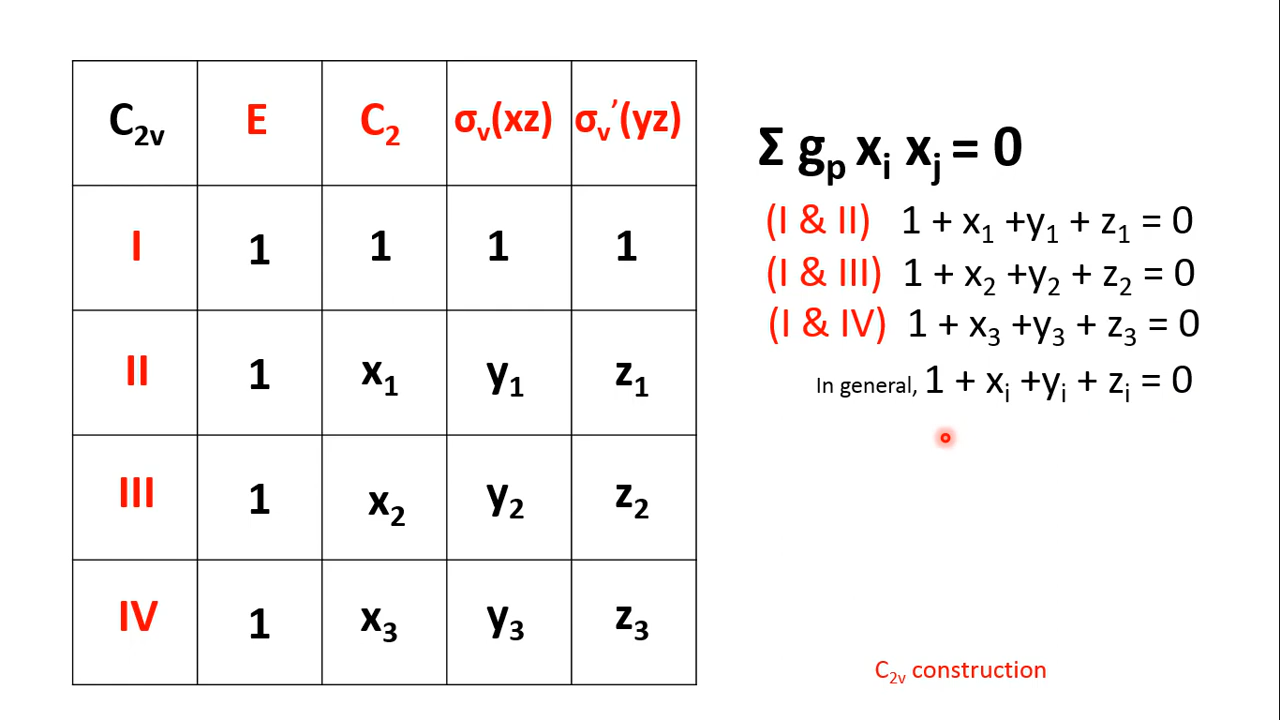 C₂ᵥ E C₂ σᵥ(xz) σᵥ’(yz)
I 1 1 1 1
II 1 x₁ y₁ z₁
III 1 x₂ y₂ z₂
IV 1 x₃ y₃ z₃
Σ gₚ xᵢ xⱼ = 0
(I & II) 1 + x₁ +y₁ + z₁ = 0
(I & III) 1 + x₂ +y₂ + z₂ = 0
(I & IV) 1 + x₃ +y₃ + z₃ = 0
In general, 1 + xᵢ +yᵢ + zᵢ = 0
C₂ᵥ construction